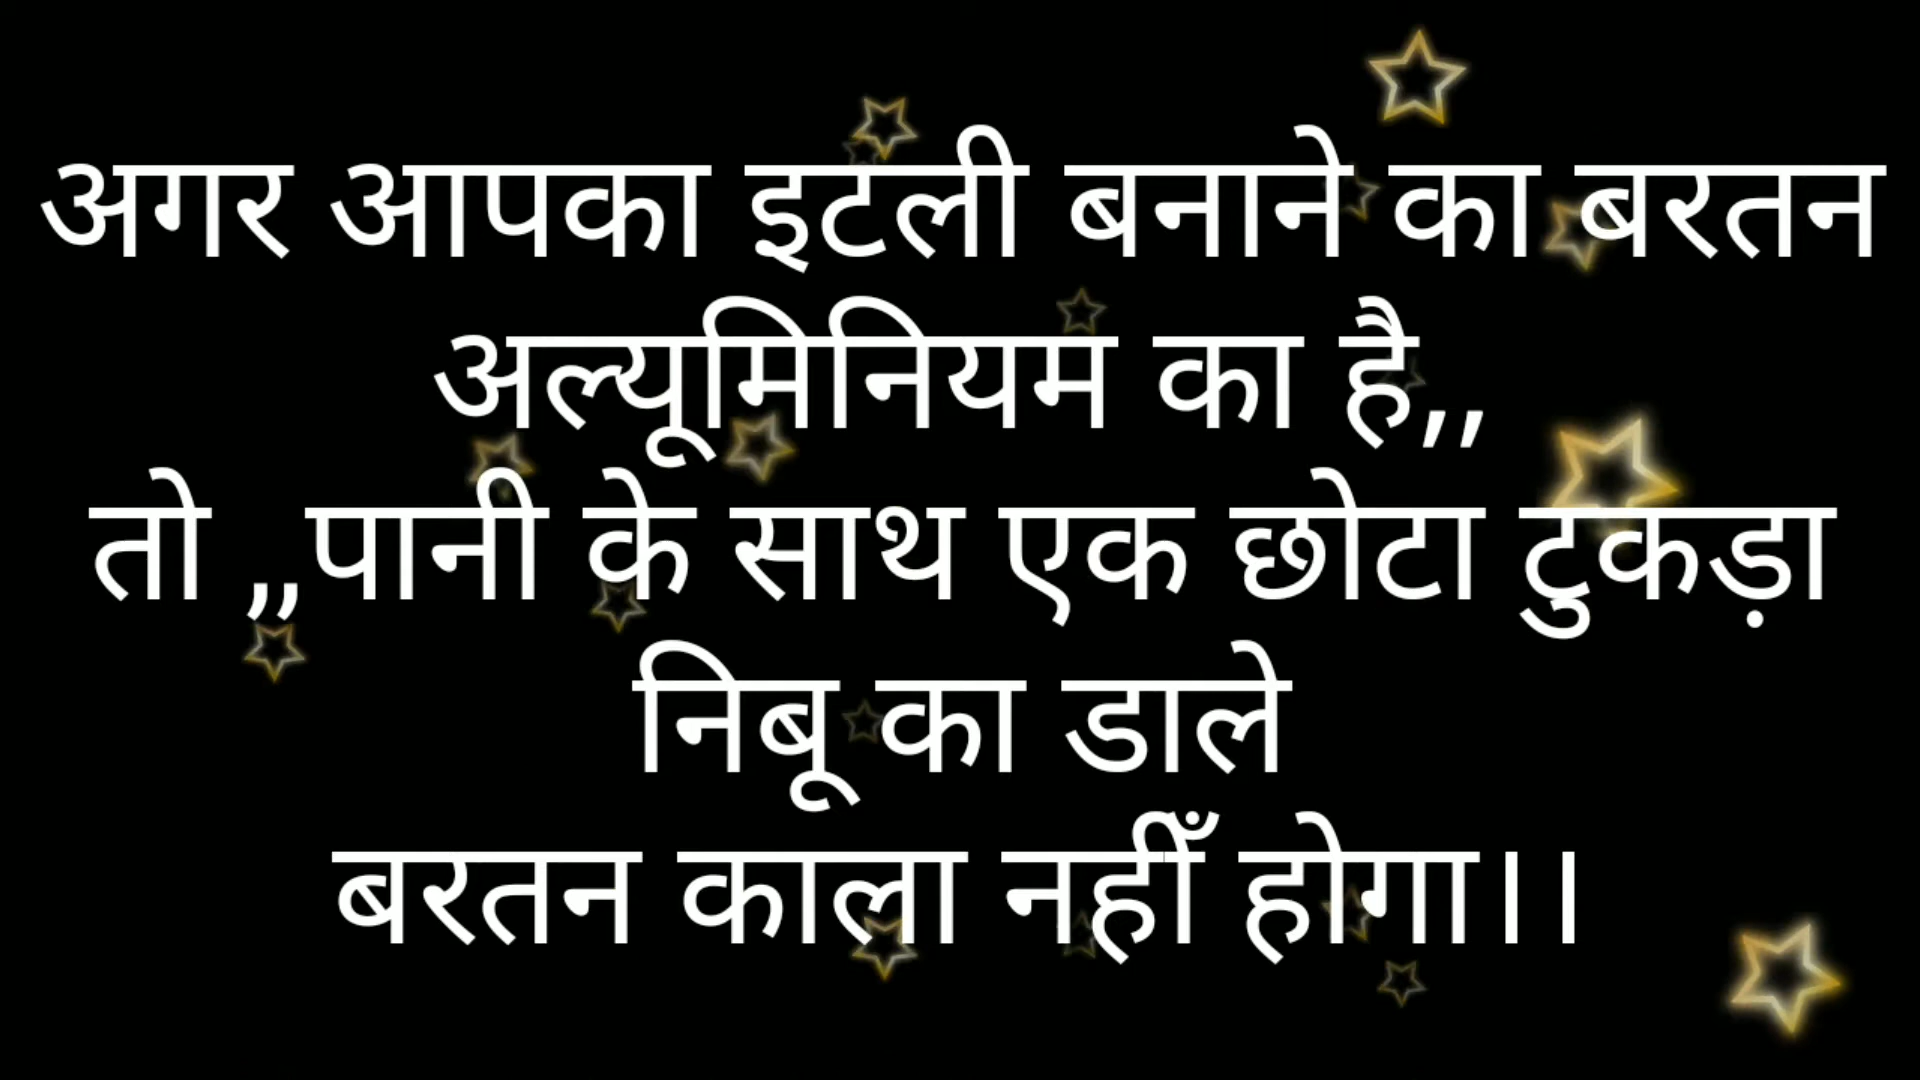 अगर आपका इटली बनाने का बरतन
अल्यूमिनियम का है,,
तो ,,पानी के साथ एक छोटा टुकड़ा
निबू का डाले
बरतन काला नहीँ होगा।।